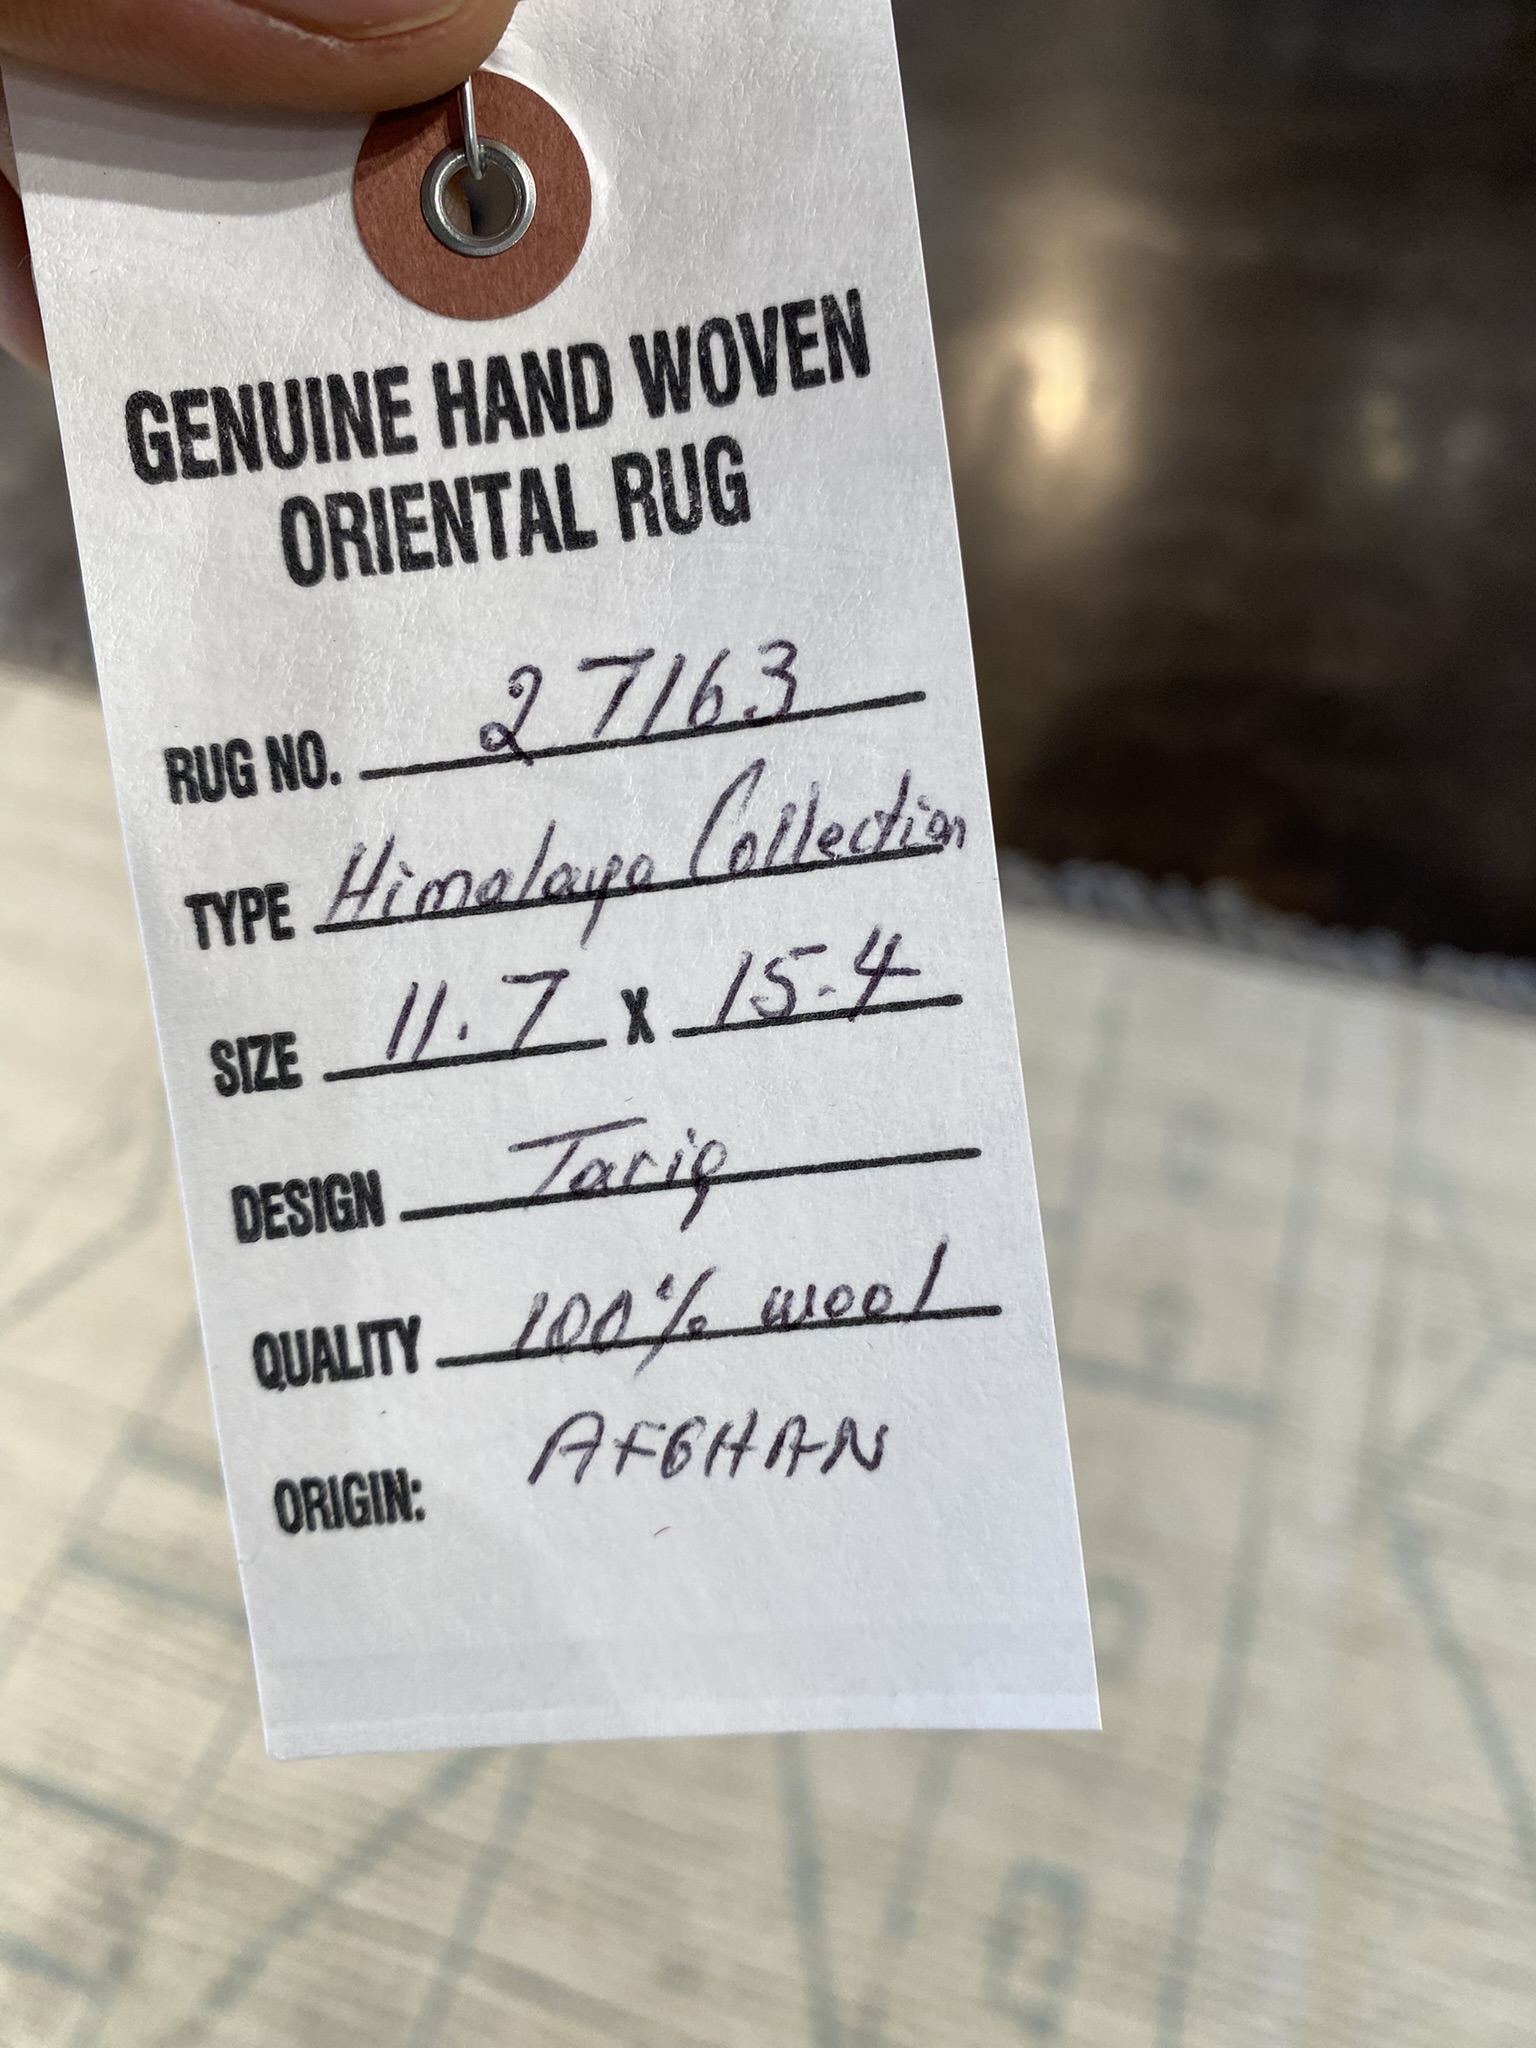 GENUINE HAND WOVEN
ORIENTAL RUG
RUG NO. 27163
TYPE Himalaya Collection
SIZE 11.7 X 15.4
DESIGN Tariq
QUALITY 100% wool
ORIGIN: AFGHAN